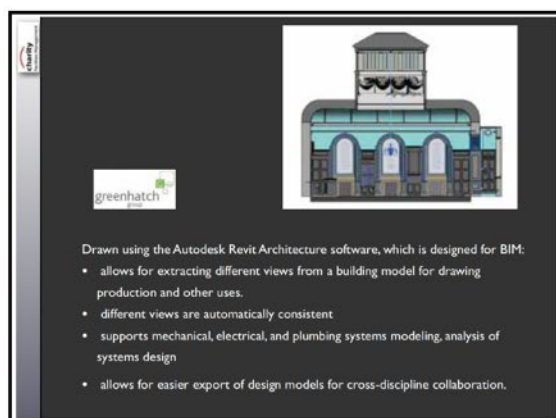 charity
greenhatch
group
Drawn using the Autodesk Revit Architecture software, which is designed for BIM:
• allows for extracting different views from a building model for drawing
production and other uses.
• different views are automatically consistent
• supports mechanical, electrical, and plumbing systems modeling, analysis of
systems design
• allows for easier export of design models for cross-discipline collaboration.